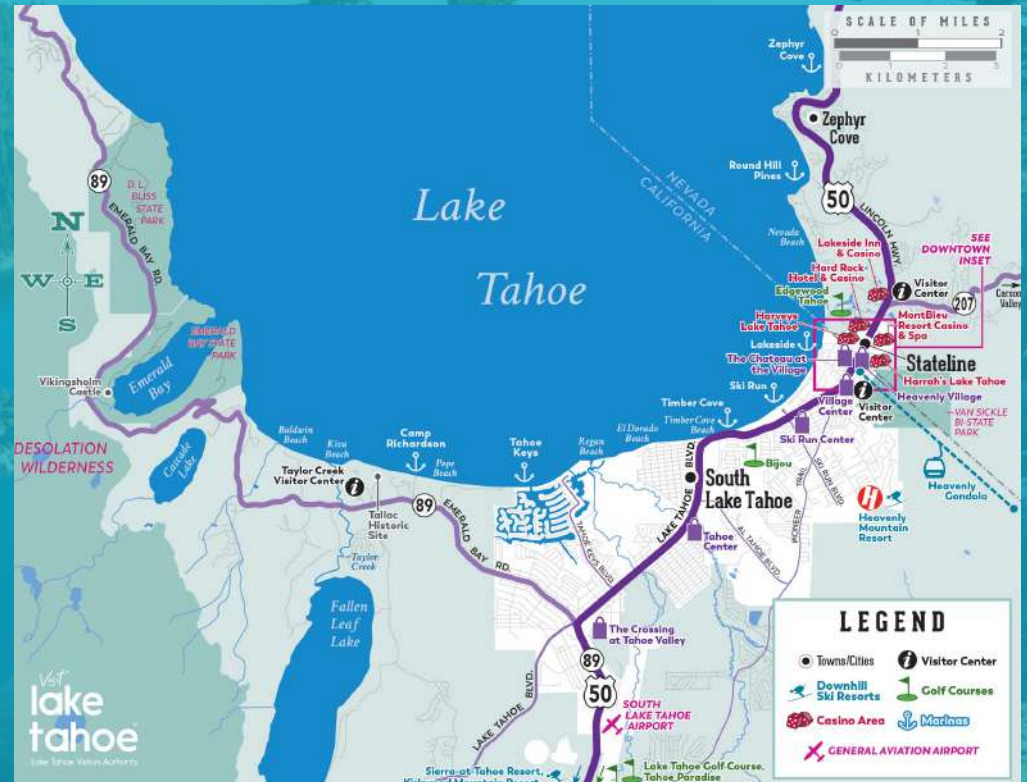 SCALE OF MILES
0 1 2
0 1 2 3
KILOMETERS
Zephyr
Cove
Zephyr
Cove
Round Hill
Pines
50
LINCOLN HWY.
NEVADA
CALIFORNIA
89
D.L.
BLISS
STATE
PARK
EMERALD BAY RD.
N
W E
S
Lake
Tahoe
Nevada
Beach
Lakeside Inn
& Casino
Hard Rock
Hotel & Casino
Edgewood
Tahoe
SEE
DOWNTOWN
INSET
Visitor
Center
207
Carson
Valley
Harveys
Lake Tahoe
MontBleu
Resort Casino
& Spa
Lakeside
The Chateau at
the Village
Stateline
Harrah's Lake Tahoe
Heavenly Village
Ski Run
Village
Center
Visitor
Center
VAN SICKLE
BI-STATE
PARK
EMERALD
BAY STATE
PARK
Emerald
Bay
Vikingsholm
Castle
DESOLATION
WILDERNESS
Cascade
Lake
Timber Cove
Timber Cove
Beach
Ski Run Center
Baldwin
Beach
Kiva
Beach
Camp
Richardson
Pope
Beach
Tahoe
Keys
Regan
Beach
El Dorado
Beach
Bijou
SKI RUN BLVD.
Heavenly
Gondola
Taylor Creek
Visitor Center
Tallac
Historic
Site
89
EMERALD BAY RD.
LAKE TAHOE BLVD.
South
Lake Tahoe
PIONEER TRAIL
H
Heavenly
Mountain
Resort
Tahoe
Center
AL TAHOE BLVD.
TAHOE KEYS BLVD.
Taylor
Creek
Fallen
Leaf
Lake
The Crossing
at Tahoe Valley
89
50
LAKE TAHOE BLVD.
SOUTH
LAKE TAHOE
AIRPORT
LEGEND
Towns/Cities
Visitor Center
Downhill
Ski Resorts
Golf Courses
Casino Area
Marinas
GENERAL AVIATION AIRPORT
Visit
lake
tahoe
Lake Tahoe Visitors Authority
Sierra-at-Tahoe Resort,
Lake Tahoe Golf Course,
Tahoe Paradise